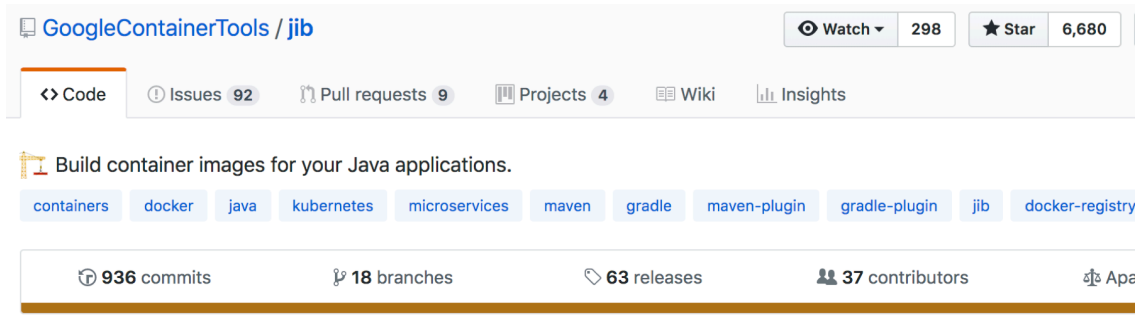 GoogleContainerTools / jib Watch 298 Star 6,680
<> Code Issues 92 Pull requests 9 Projects 4 Wiki Insights
Build container images for your Java applications.
containers docker java kubernetes microservices maven gradle maven-plugin gradle-plugin jib docker-registry
936 commits 18 branches 63 releases 37 contributors Apa